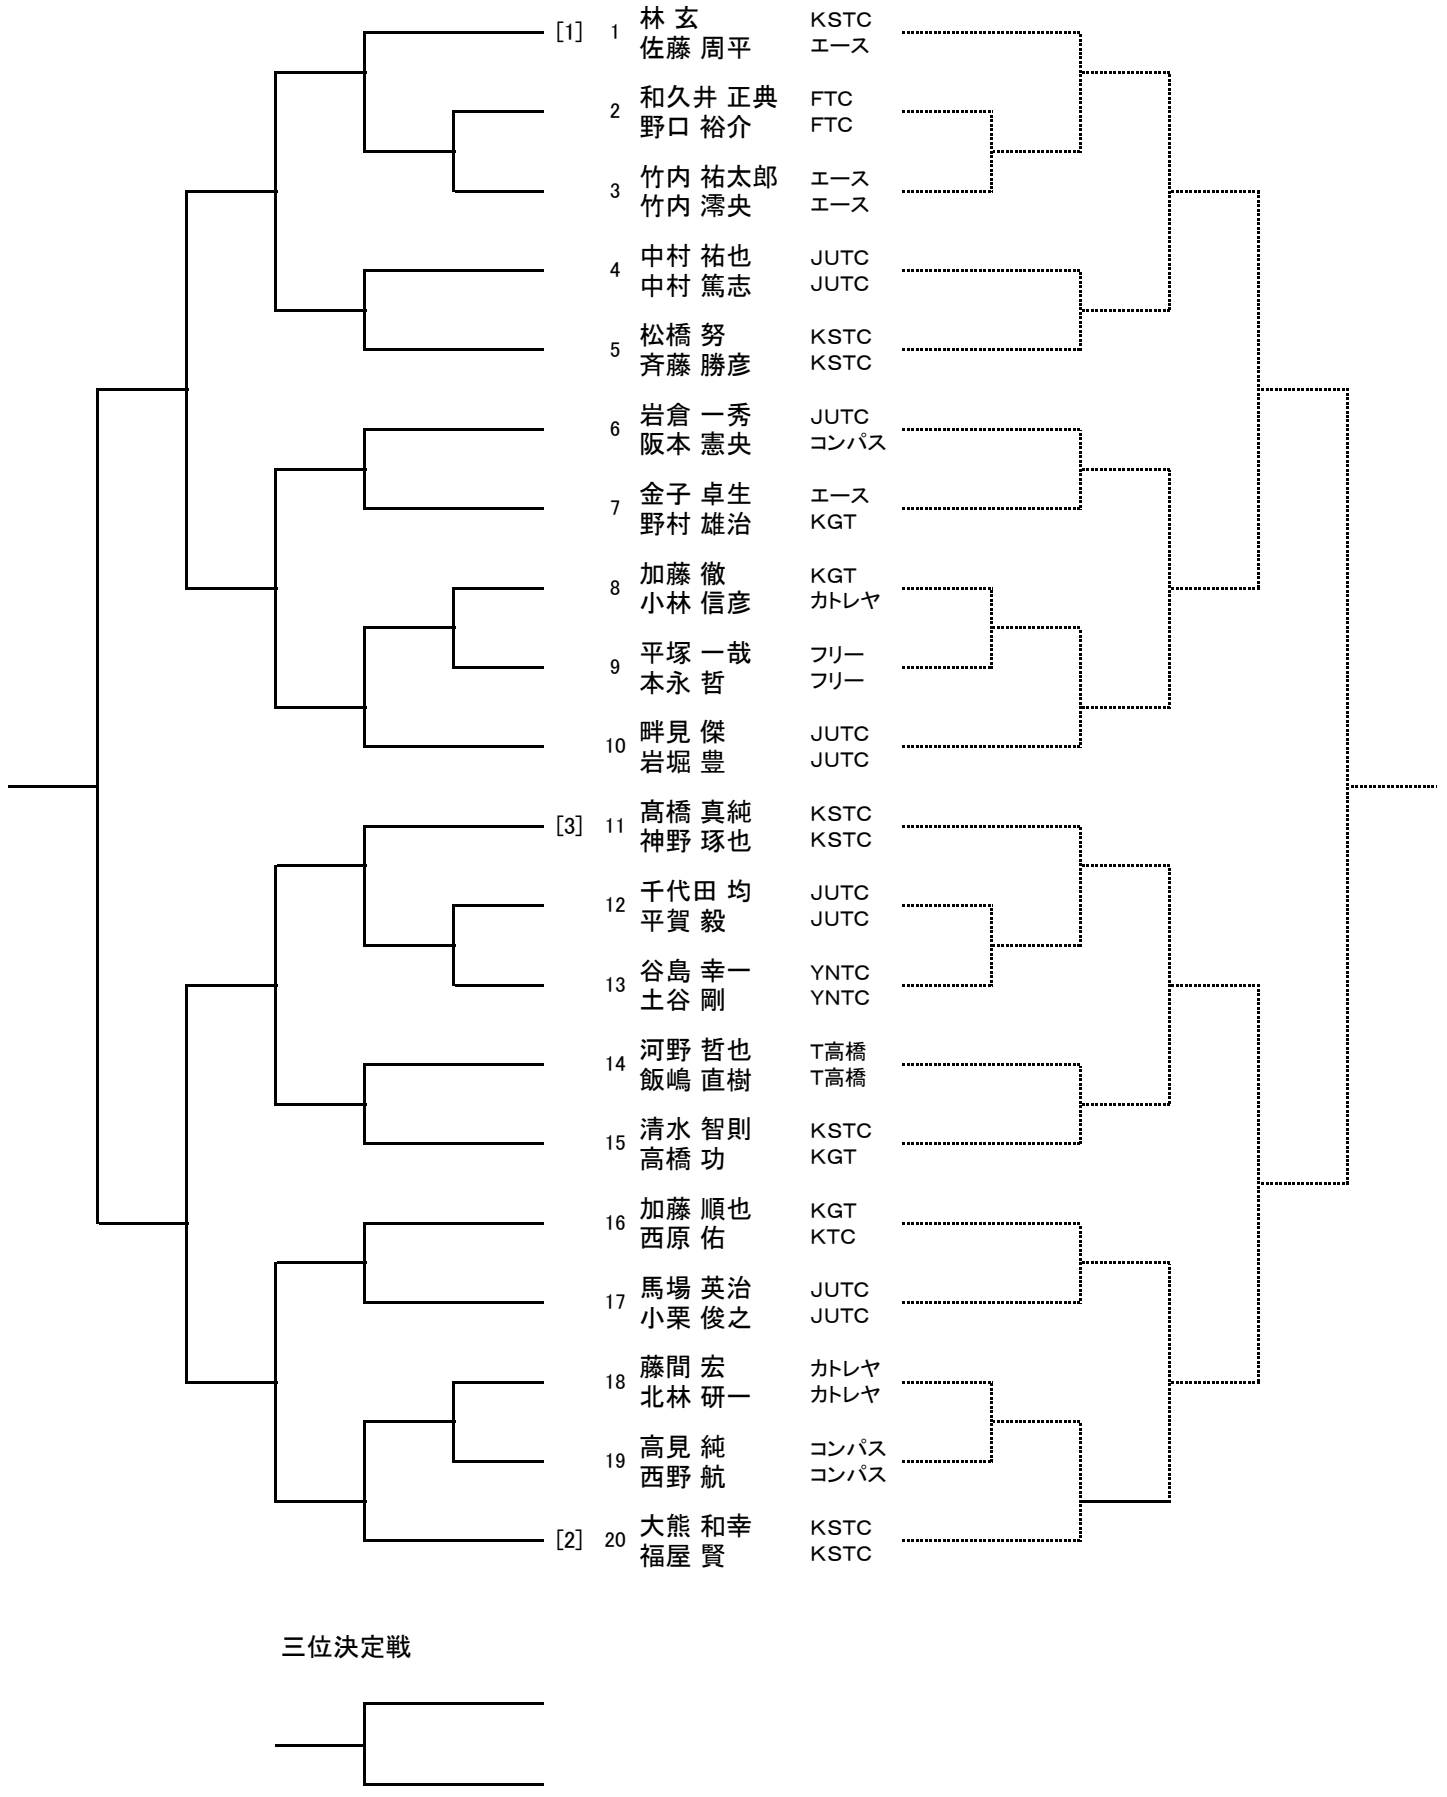 [1] 1 林 玄 KSTC
佐藤 周平 エース
2 和久井 正典 FTC
野口 裕介 FTC
3 竹内 祐太郎 エース
竹内 澪央 エース
4 中村 祐也 JUTC
中村 篤志 JUTC
5 松橋 努 KSTC
斉藤 勝彦 KSTC
6 岩倉 一秀 JUTC
阪本 憲央 コンパス
7 金子 卓生 エース
野村 雄治 KGT
8 加藤 徹 KGT
小林 信彦 カトレヤ
9 平塚 一哉 フリー
本永 哲 フリー
10 畔見 傑 JUTC
岩堀 豊 JUTC
[3] 11 髙橋 真純 KSTC
神野 琢也 KSTC
12 千代田 均 JUTC
平賀 毅 JUTC
13 谷島 幸一 YNTC
土谷 剛 YNTC
14 河野 哲也 T高橋
飯嶋 直樹 T高橋
15 清水 智則 KSTC
高橋 功 KGT
16 加藤 順也 KGT
西原 佑 KTC
17 馬場 英治 JUTC
小栗 俊之 JUTC
18 藤間 宏 カトレヤ
北林 研一 カトレヤ
19 高見 純 コンパス
西野 航 コンパス
[2] 20 大熊 和幸 KSTC
福屋 賢 KSTC
三位決定戦